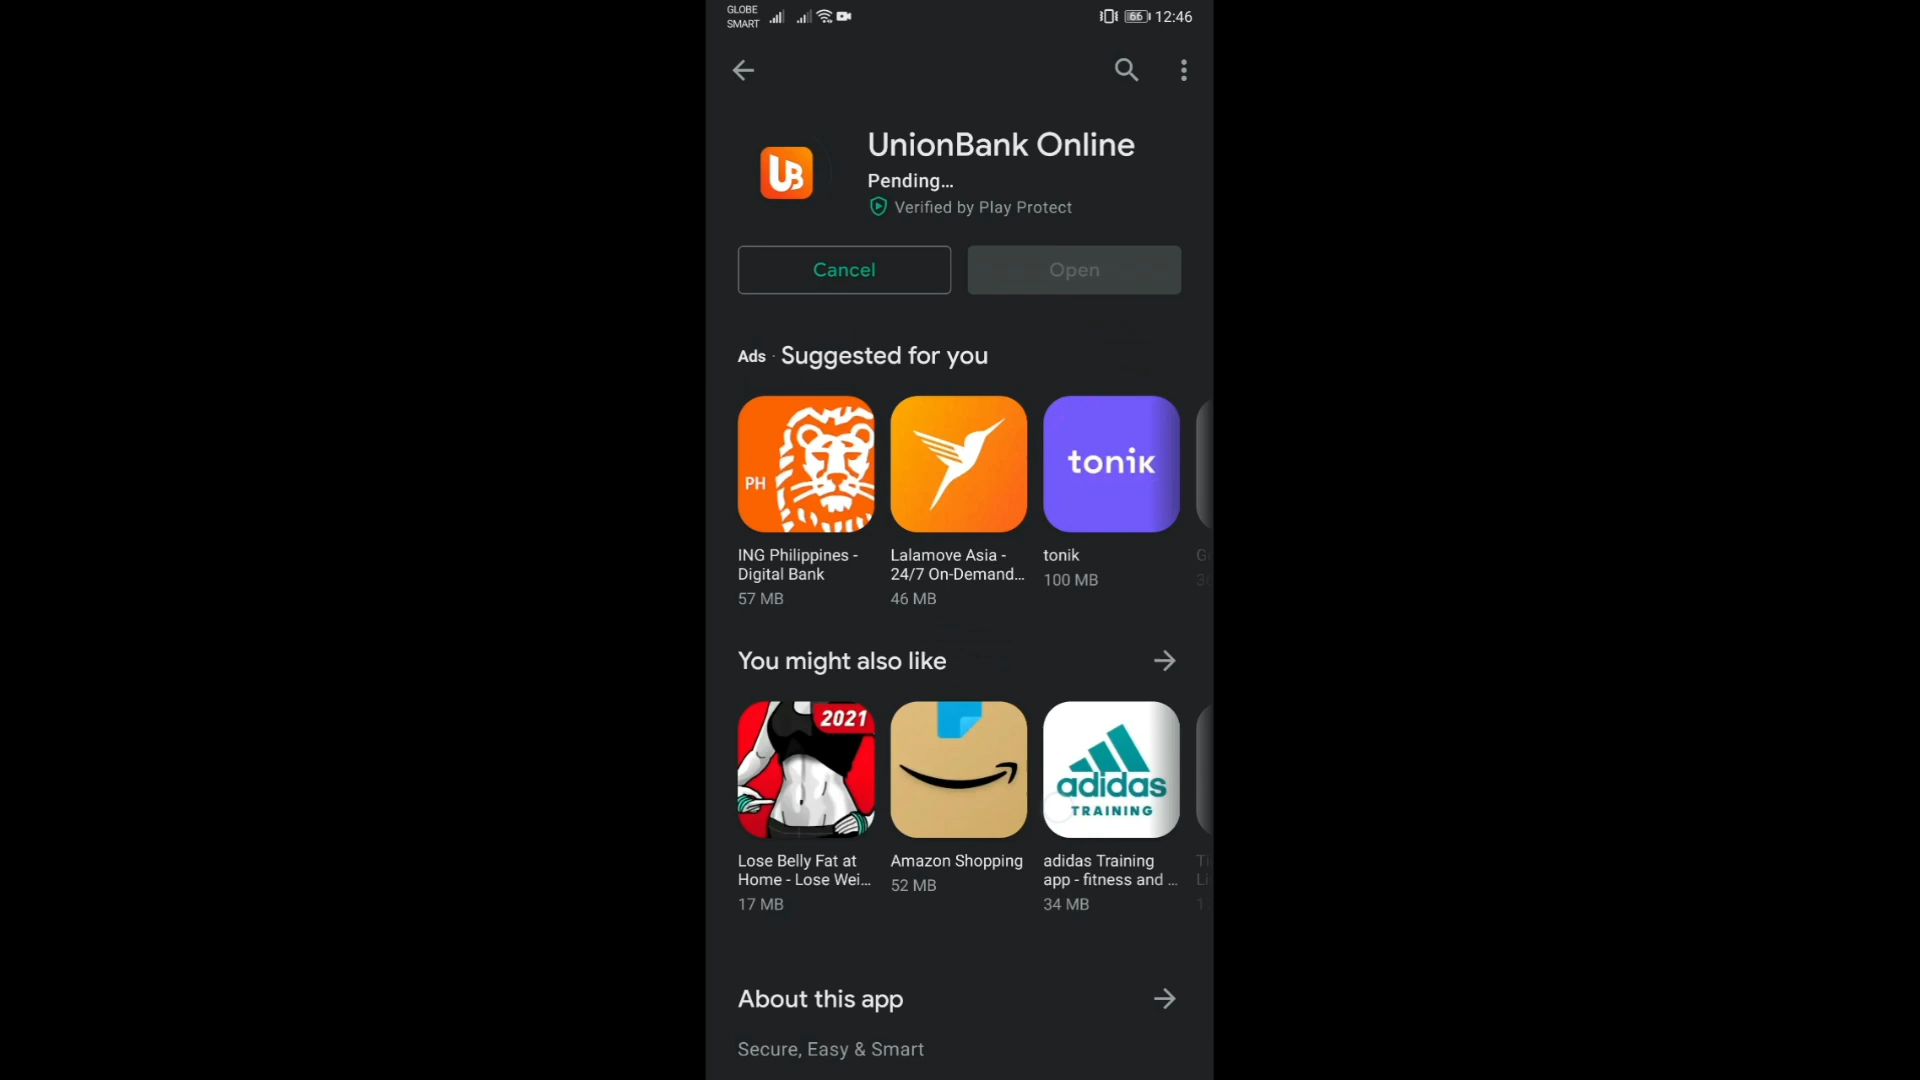 GLOBE
SMART
66
12:46
UB
UnionBank Online
Pending...
Verified by Play Protect
Cancel
Open
Ads · Suggested for you
PH
tonik
ING Philippines -
Digital Bank
57 MB
Lalamove Asia -
24/7 On-Demand...
46 MB
tonik
100 MB
You might also like
2021
adidas
TRAINING
Lose Belly Fat at
Home - Lose Wei...
17 MB
Amazon Shopping
52 MB
adidas Training
app - fitness and ...
34 MB
About this app
Secure, Easy & Smart